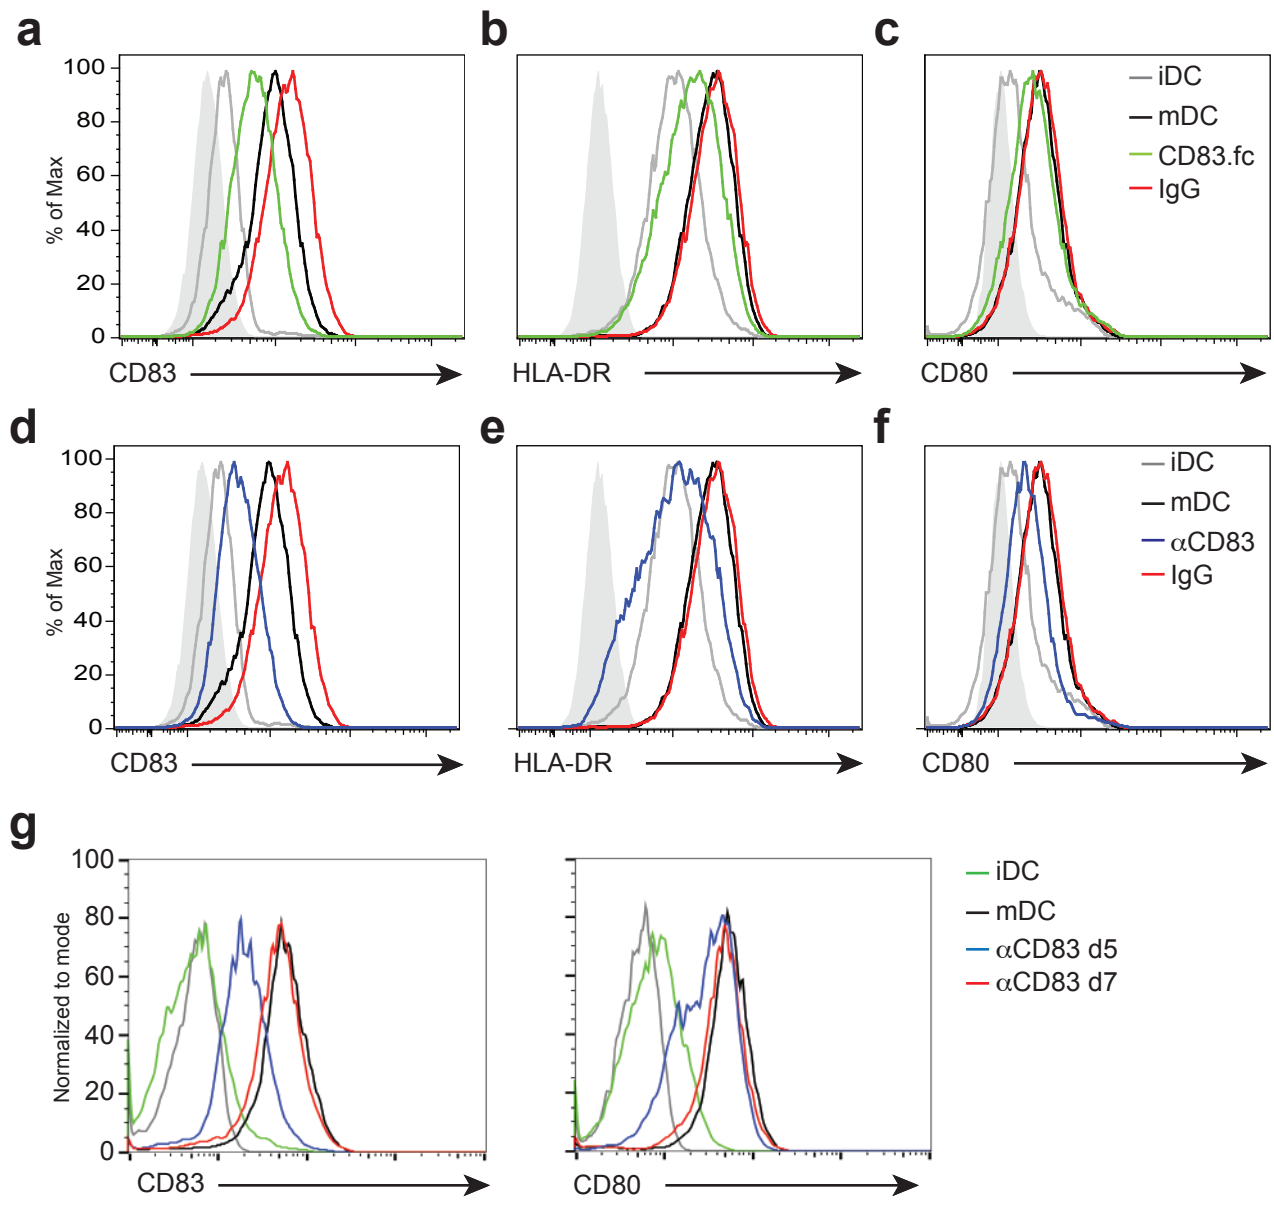 a
b
c
100
80
60
40
20
0
% of Max
CD83
HLA-DR
CD80
iDC
mDC
CD83.fc
IgG
d
e
f
100
80
60
40
20
0
% of Max
CD83
HLA-DR
CD80
iDC
mDC
αCD83
IgG
g
100
80
60
40
20
0
Normalized to mode
CD83
CD80
iDC
mDC
αCD83 d5
αCD83 d7